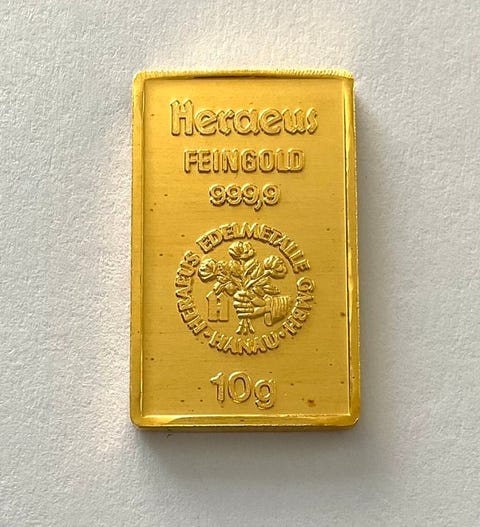 Heraeus
FEINGOLD
999,9
HERAEUS EDELMETALLE GMBH · HANAU ·
H
10g